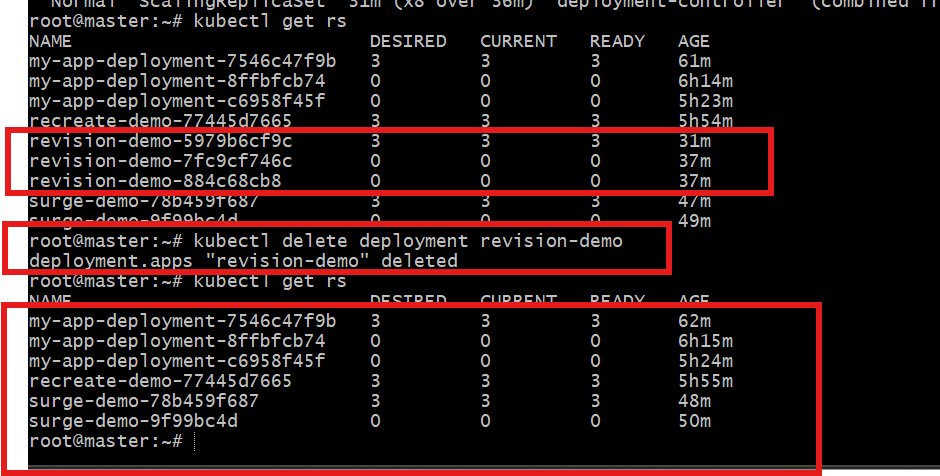 Normal ScalingReplicaSet 31m (x8 over 36m) deployment-controller (combined
root@master:~# kubectl get rs
NAME DESIRED CURRENT READY AGE
my-app-deployment-7546c47f9b 3 3 3 61m
my-app-deployment-8ffbfcb74 0 0 0 6h14m
my-app-deployment-c6958f45f 0 0 0 5h23m
recreate-demo-77445d7665 3 3 3 5h54m
revision-demo-5979b6cf9c 3 3 3 31m
revision-demo-7fc9cf746c 0 0 0 37m
revision-demo-884c68cb8 0 0 0 37m
surge-demo-78b459f687 3 3 3 47m
surge-demo-9f99bc4d 0 0 0 49m
root@master:~# kubectl delete deployment revision-demo
deployment.apps "revision-demo" deleted
root@master:~# kubectl get rs
NAME DESIRED CURRENT READY AGE
my-app-deployment-7546c47f9b 3 3 3 62m
my-app-deployment-8ffbfcb74 0 0 0 6h15m
my-app-deployment-c6958f45f 0 0 0 5h24m
recreate-demo-77445d7665 3 3 3 5h55m
surge-demo-78b459f687 3 3 3 48m
surge-demo-9f99bc4d 0 0 0 50m
root@master:~#